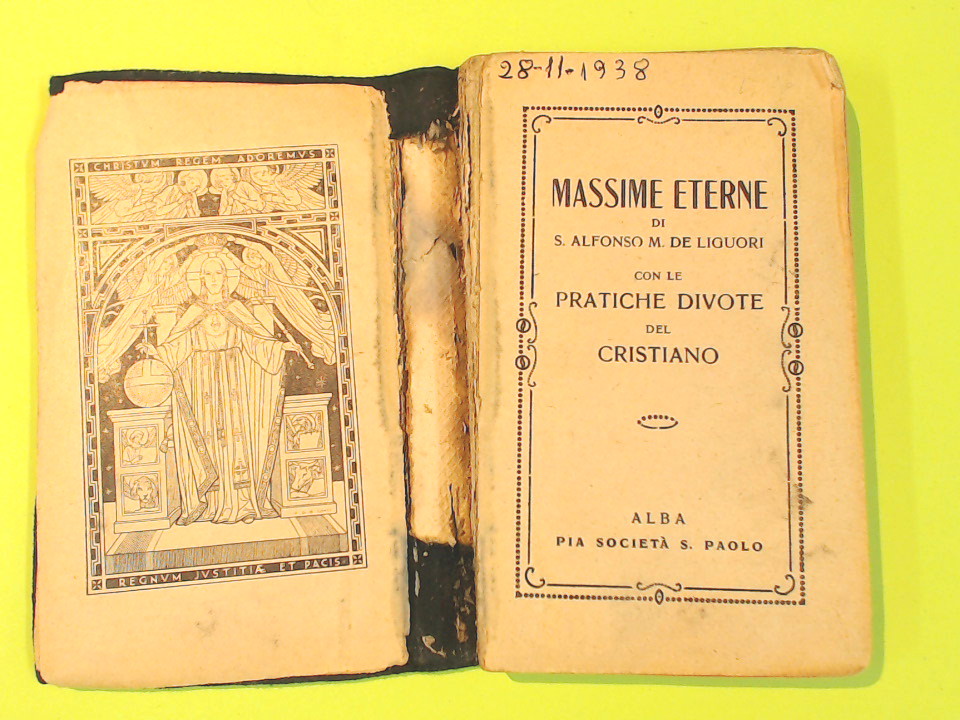 CHRISTVM REGEM ADOREMVS
REGNVM JVSTITIÆ ET PACIS
28-11-1938
MASSIME ETERNE
DI
S. ALFONSO M. DE LIGUORI
CON LE
PRATICHE DIVOTE
DEL
CRISTIANO
ALBA
PIA SOCIETÀ S. PAOLO